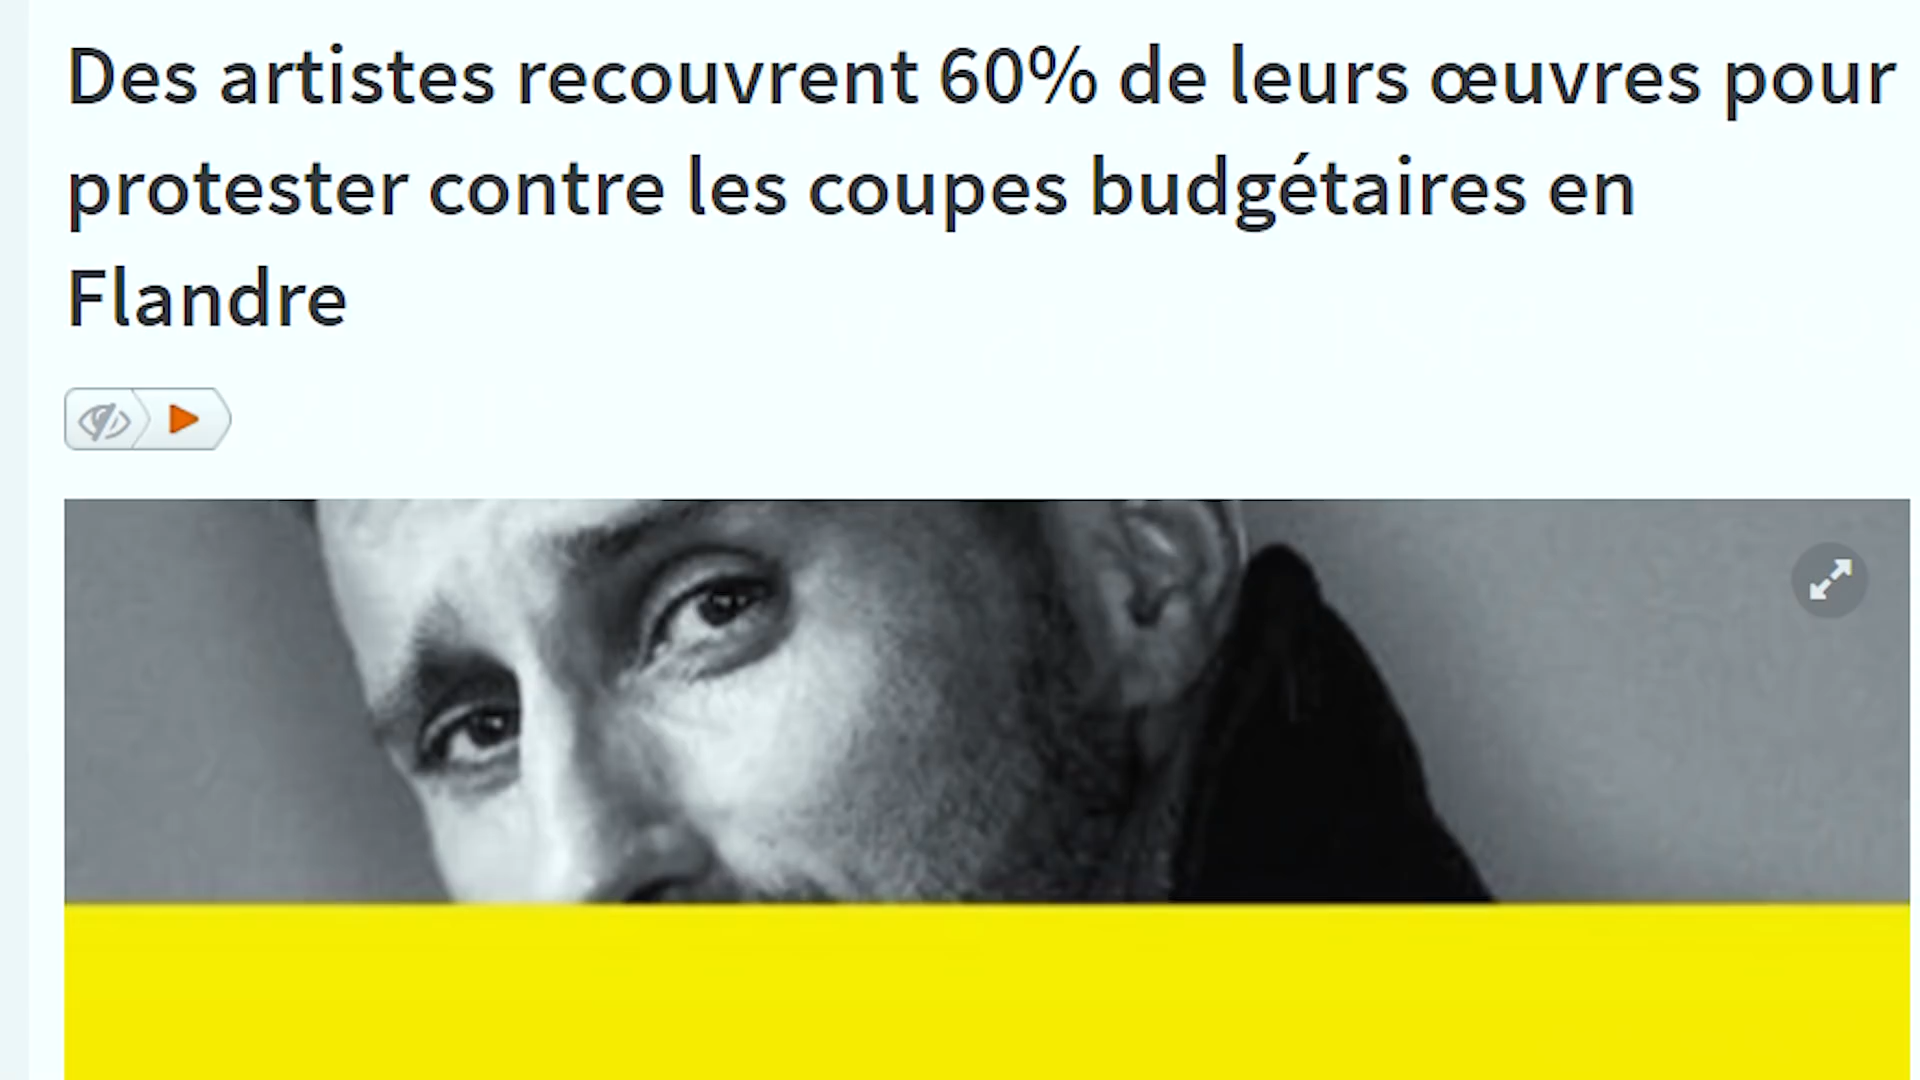 Des artistes recouvrent 60% de leurs œuvres pour
protester contre les coupes budgétaires en
Flandre